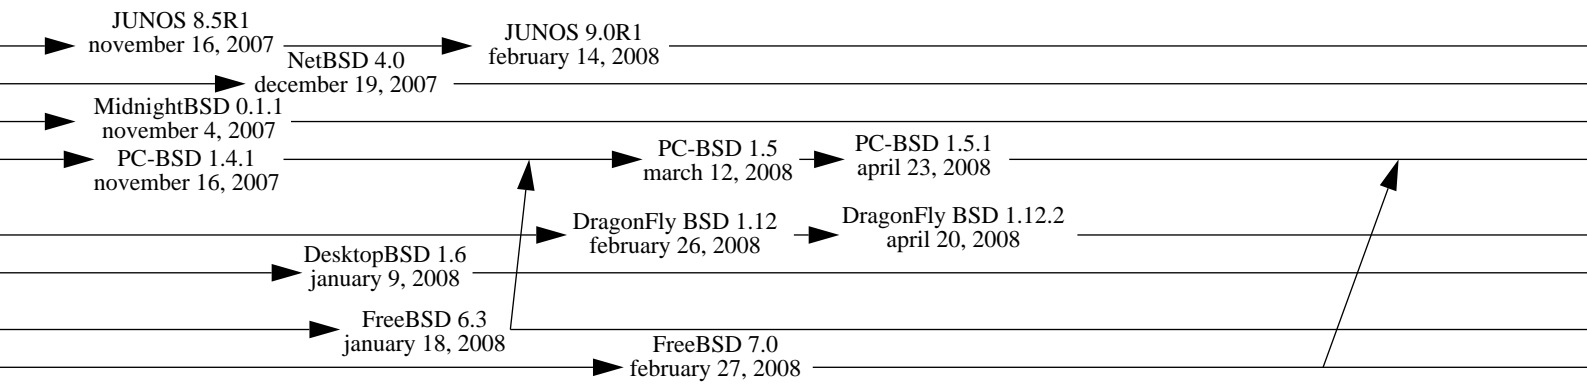 JUNOS 8.5R1
november 16, 2007
JUNOS 9.0R1
february 14, 2008
NetBSD 4.0
december 19, 2007
MidnightBSD 0.1.1
november 4, 2007
PC-BSD 1.4.1
november 16, 2007
PC-BSD 1.5
march 12, 2008
PC-BSD 1.5.1
april 23, 2008
DragonFly BSD 1.12
february 26, 2008
DragonFly BSD 1.12.2
april 20, 2008
DesktopBSD 1.6
january 9, 2008
FreeBSD 6.3
january 18, 2008
FreeBSD 7.0
february 27, 2008